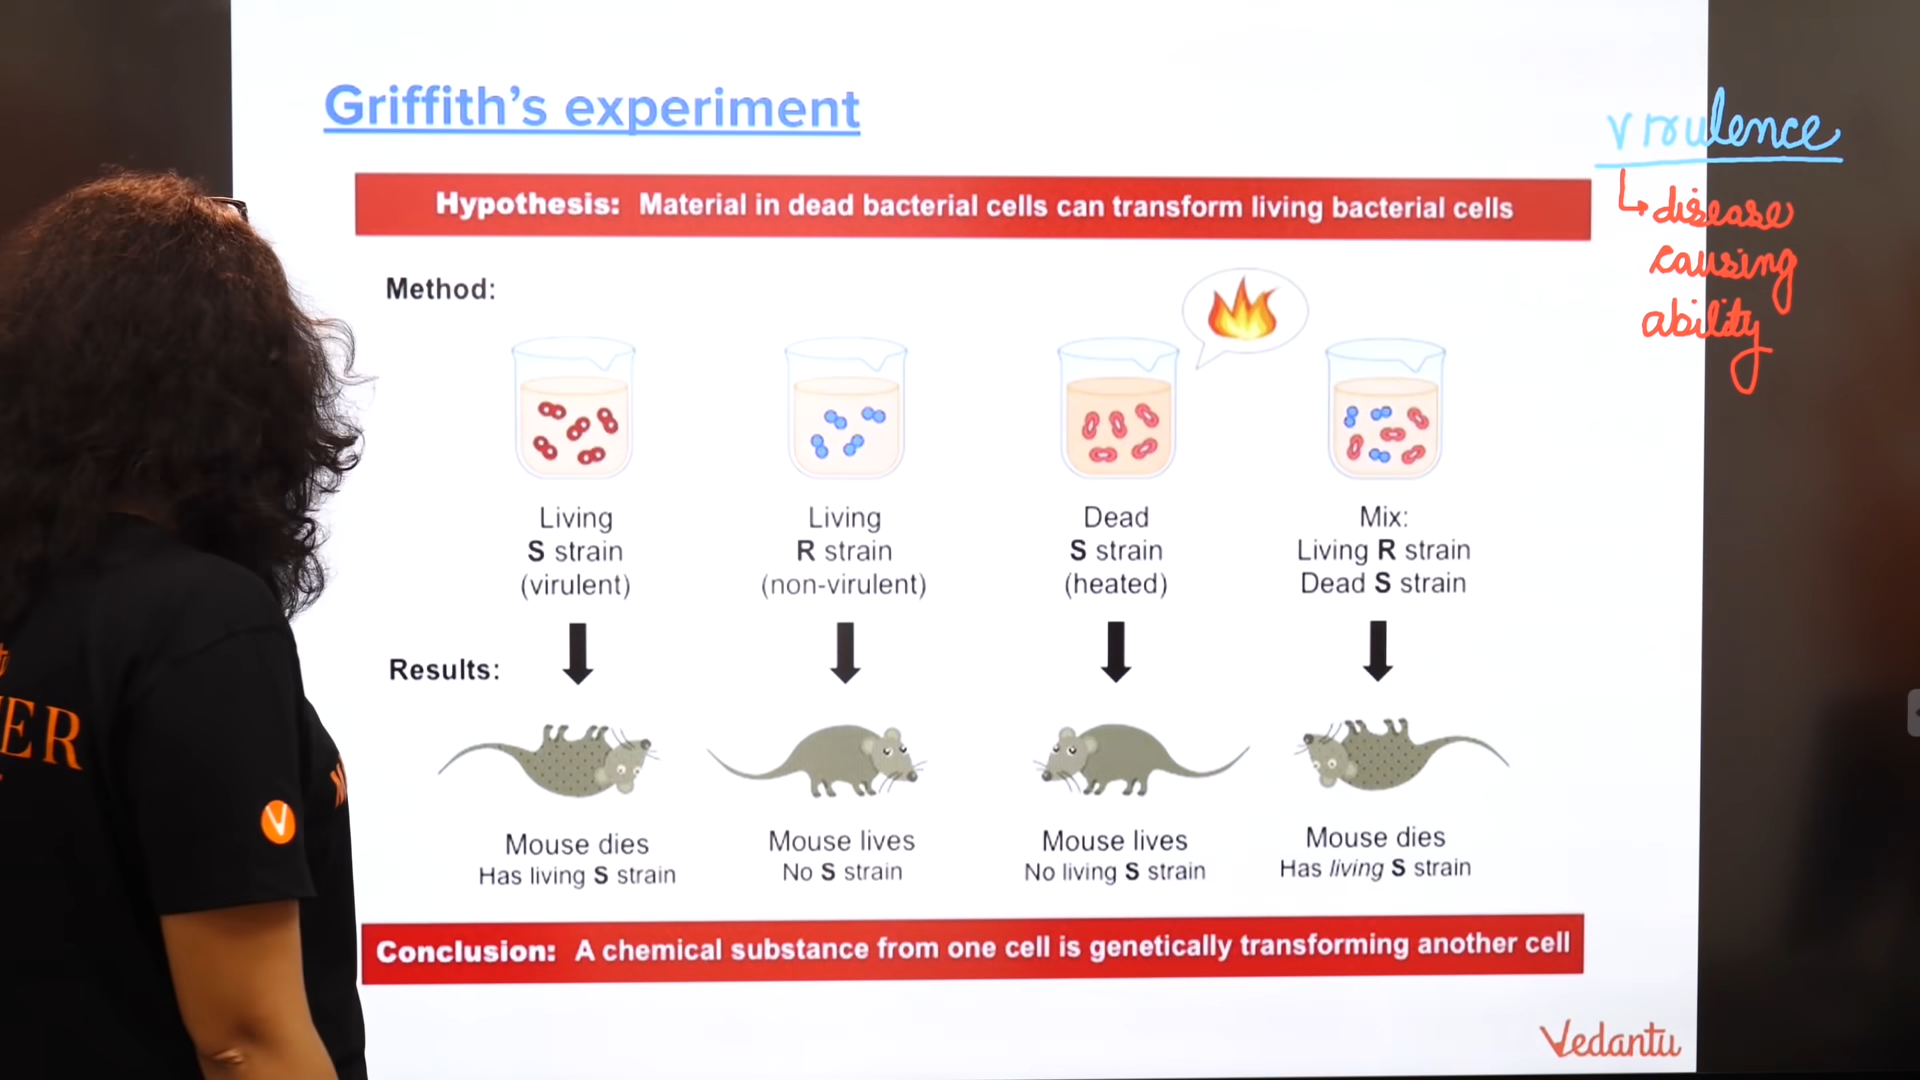 Griffith's experiment
virulence
↳ disease
causing
ability
Hypothesis: Material in dead bacterial cells can transform living bacterial cells
Method:
Living
S strain
(virulent)
Living
R strain
(non-virulent)
Dead
S strain
(heated)
Mix:
Living R strain
Dead S strain
Results:
Mouse dies
Has living S strain
Mouse lives
No S strain
Mouse lives
No living S strain
Mouse dies
Has living S strain
Conclusion: A chemical substance from one cell is genetically transforming another cell
Vedantu
ER
V